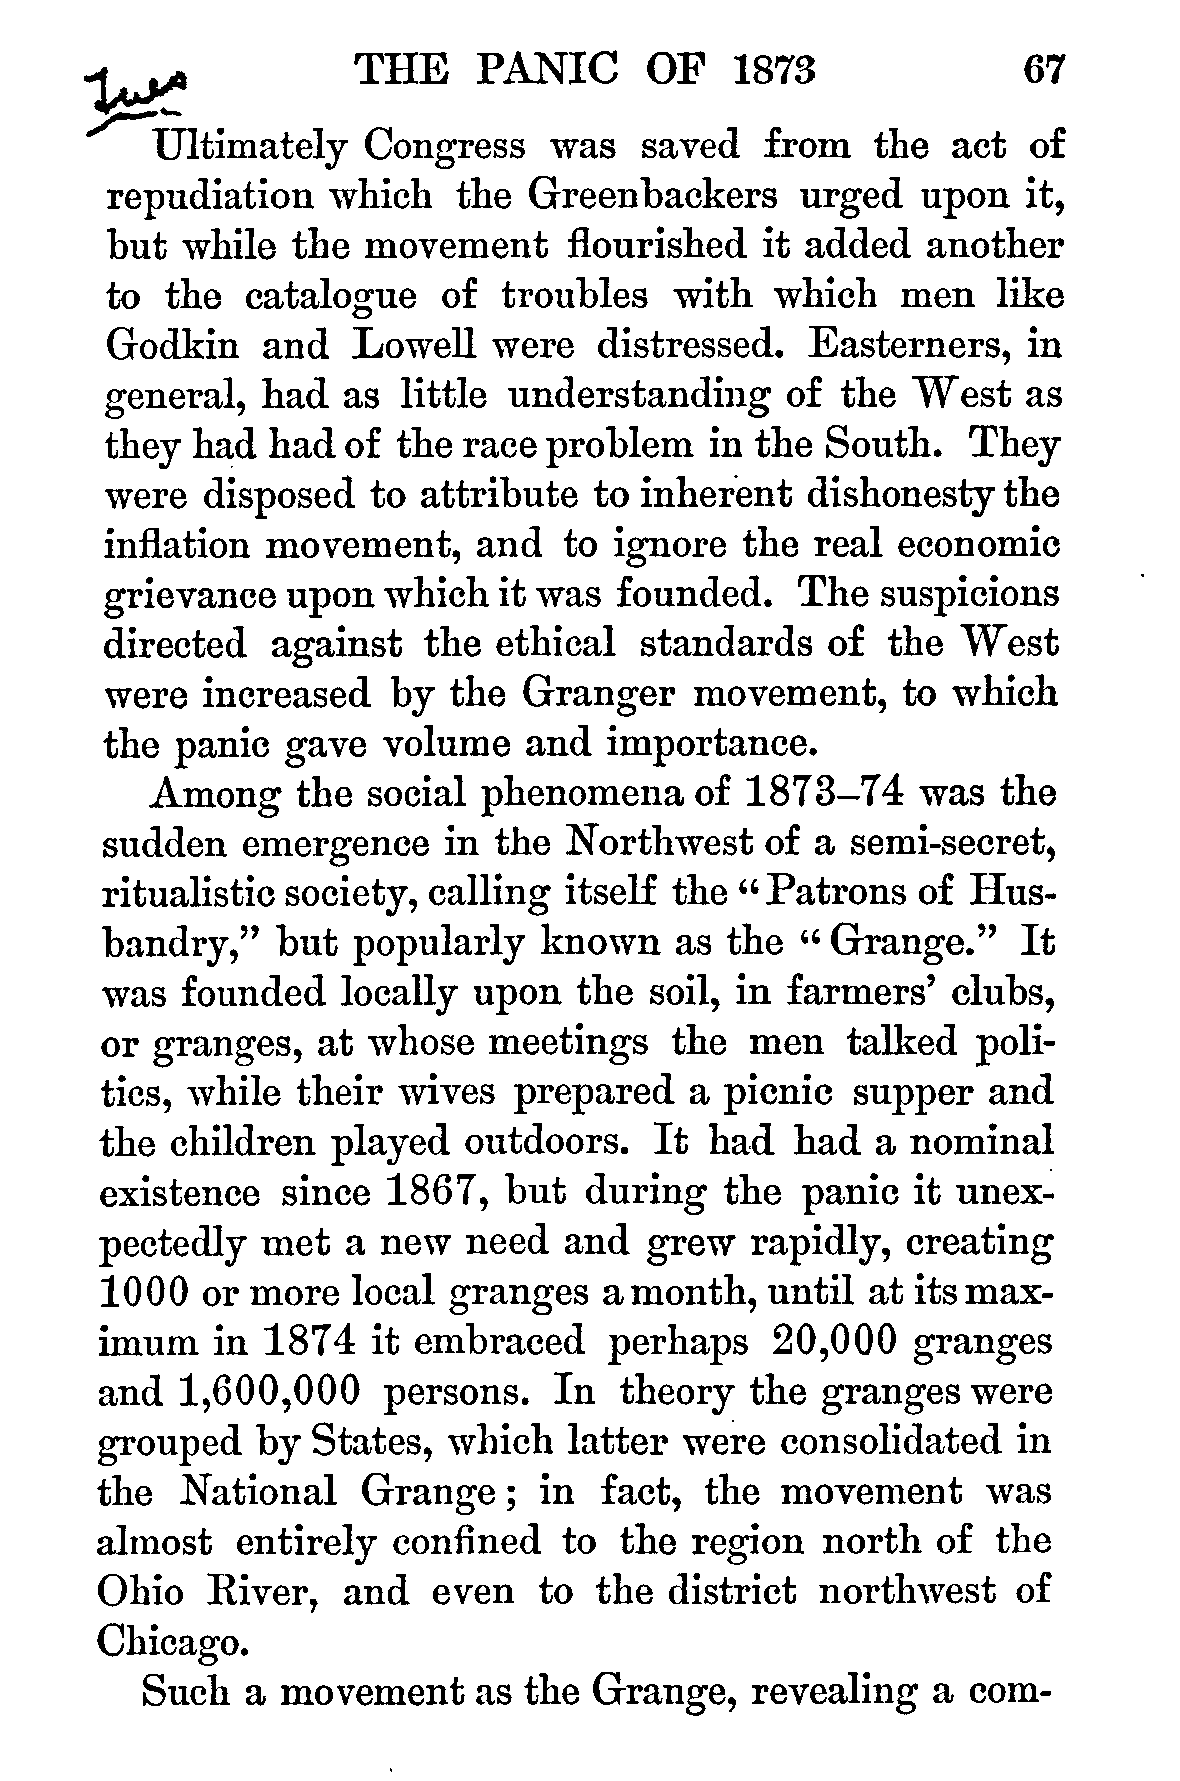 THE PANIC OF 1873 67
Tues
Ultimately Congress was saved from the act of
repudiation which the Greenbackers urged upon it,
but while the movement flourished it added another
to the catalogue of troubles with which men like
Godkin and Lowell were distressed. Easterners, in
general, had as little understanding of the West as
they had had of the race problem in the South. They
were disposed to attribute to inherent dishonesty the
inflation movement, and to ignore the real economic
grievance upon which it was founded. The suspicions
directed against the ethical standards of the West
were increased by the Granger movement, to which
the panic gave volume and importance.
Among the social phenomena of 1873–74 was the
sudden emergence in the Northwest of a semi-secret,
ritualistic society, calling itself the “Patrons of Hus-
bandry,” but popularly known as the “Grange.” It
was founded locally upon the soil, in farmers’ clubs,
or granges, at whose meetings the men talked poli-
tics, while their wives prepared a picnic supper and
the children played outdoors. It had had a nominal
existence since 1867, but during the panic it unex-
pectedly met a new need and grew rapidly, creating
1000 or more local granges a month, until at its max-
imum in 1874 it embraced perhaps 20,000 granges
and 1,600,000 persons. In theory the granges were
grouped by States, which latter were consolidated in
the National Grange; in fact, the movement was
almost entirely confined to the region north of the
Ohio River, and even to the district northwest of
Chicago.
Such a movement as the Grange, revealing a com-